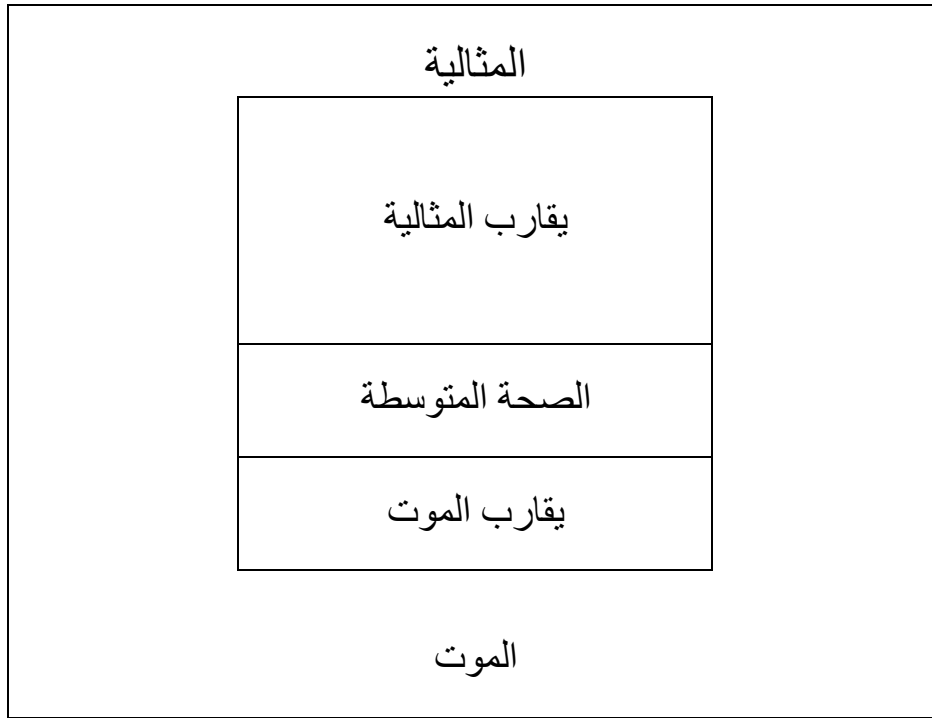 المثالية
يقارب المثالية
الصحة المتوسطة
يقارب الموت
الموت